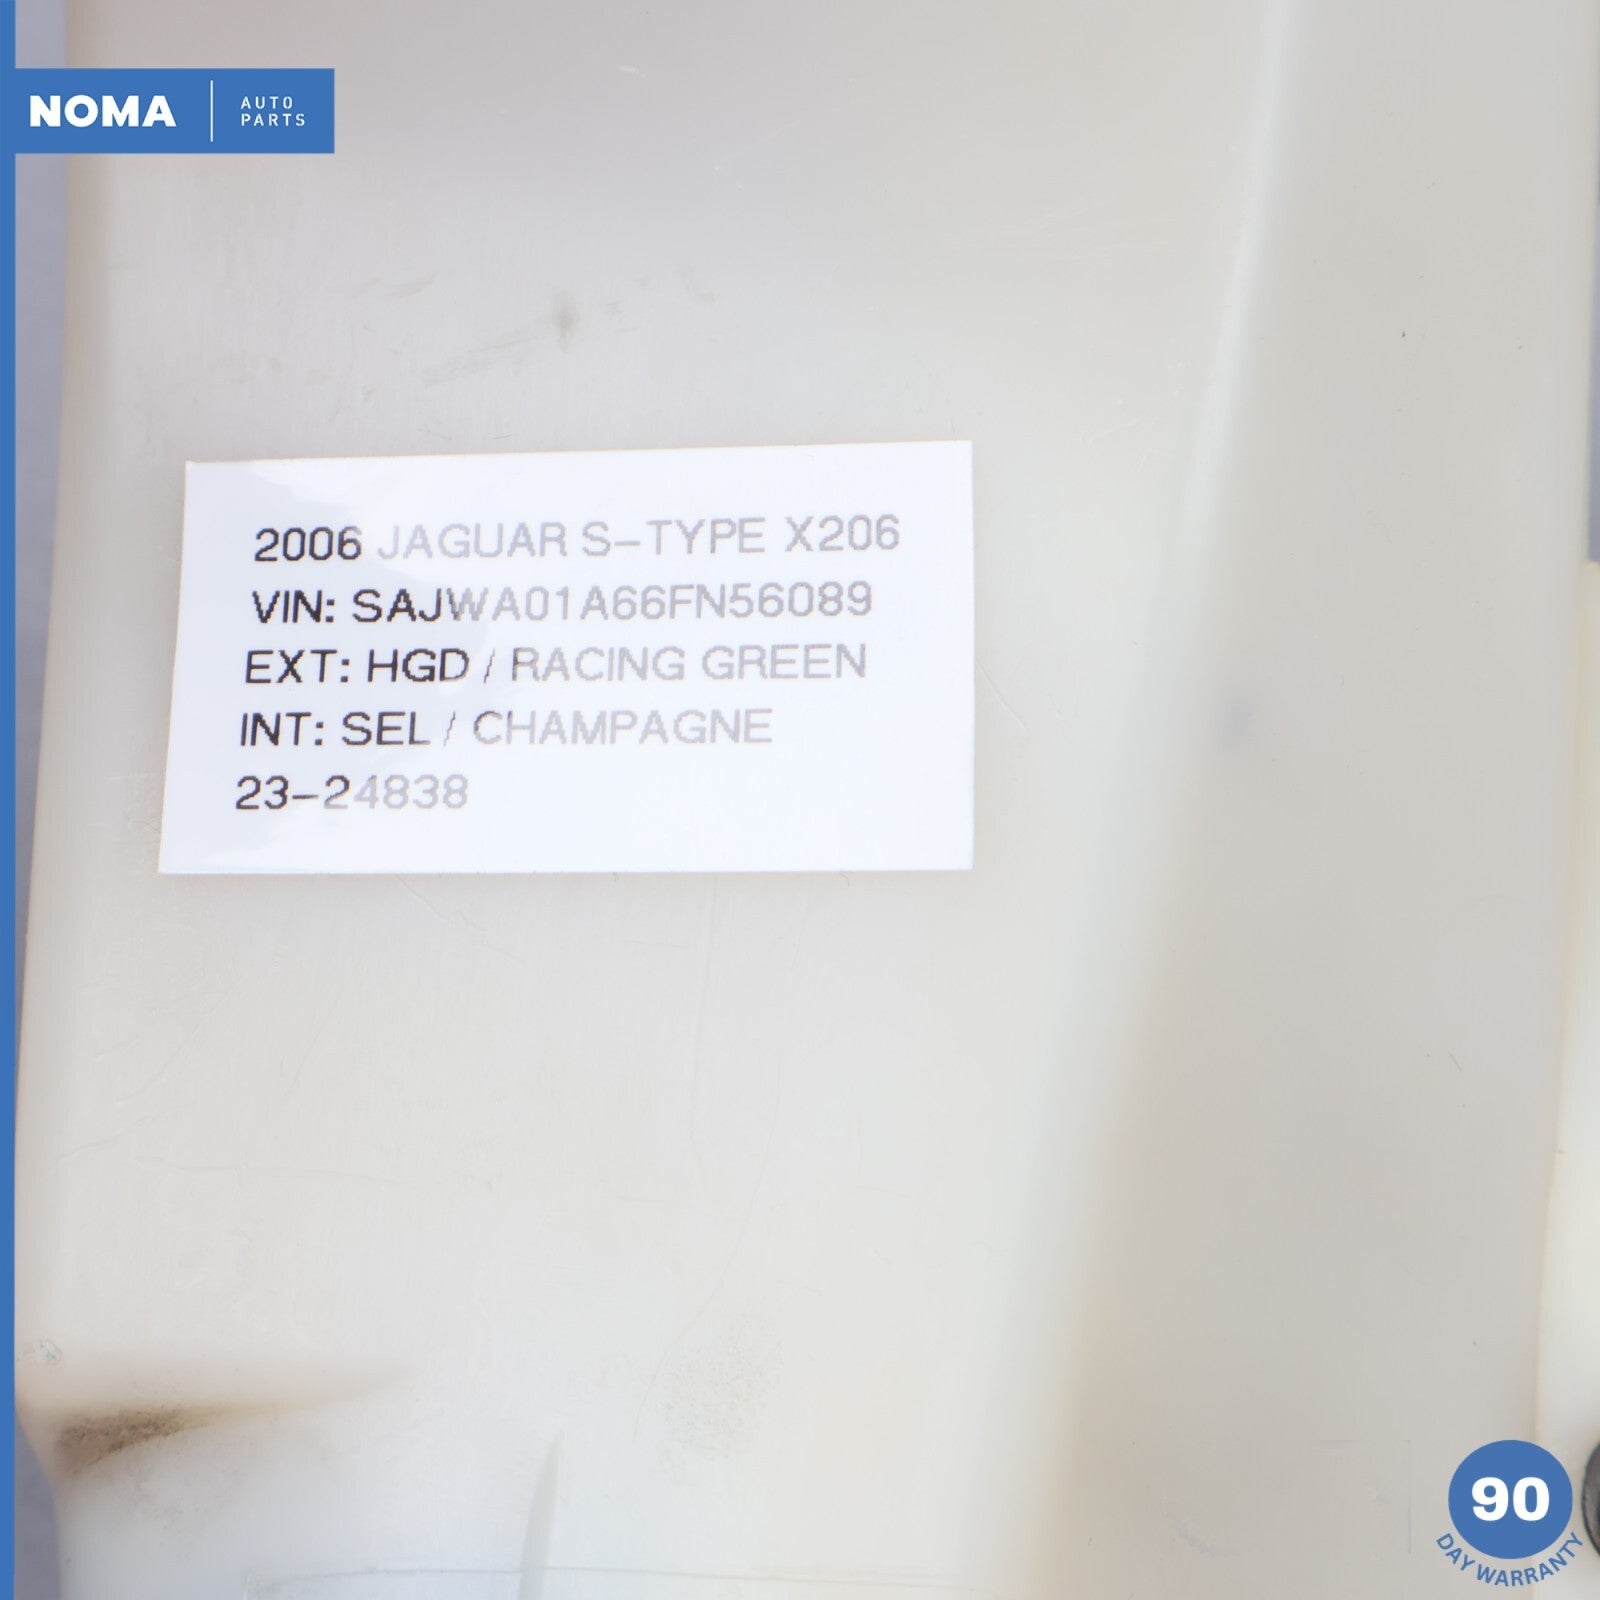 NOMA
AUTO
PARTS
2006 JAGUAR S-TYPE X206
VIN: SAJWA01A66FN56089
EXT: HGD / RACING GREEN
INT: SEL / CHAMPAGNE
23-24838
90
DAY WARRANTY